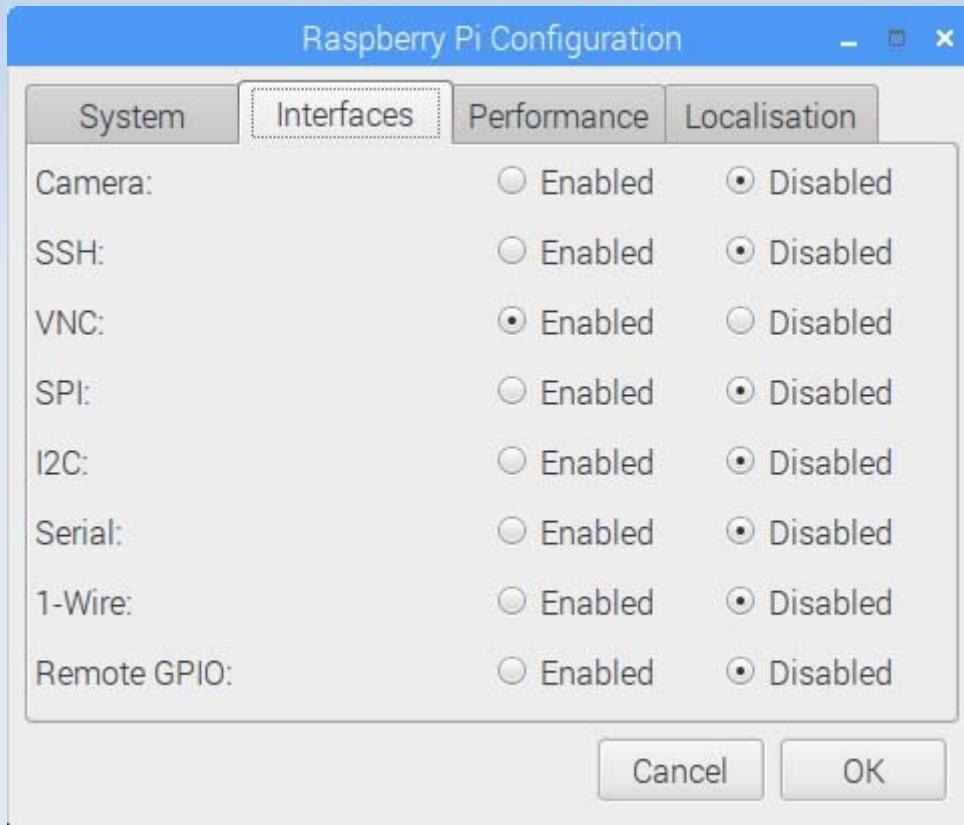 Raspberry Pi Configuration
System Interfaces Performance Localisation
Camera: Enabled Disabled
SSH: Enabled Disabled
VNC: Enabled Disabled
SPI: Enabled Disabled
I2C: Enabled Disabled
Serial: Enabled Disabled
1-Wire: Enabled Disabled
Remote GPIO: Enabled Disabled
Cancel OK